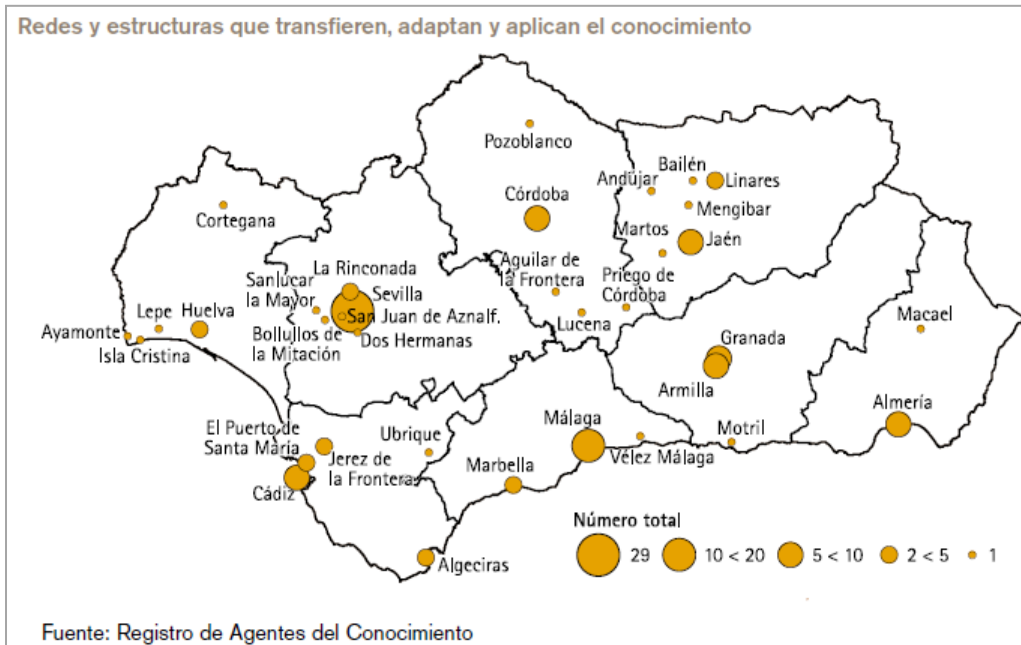 Redes y estructuras que transfieren, adaptan y aplican el conocimiento
Pozoblanco
Bailén
Andújar
Linares
Córdoba
Mengibar
Cortegana
Martos
Jaén
La Rinconada
Aguilar de
la Frontera
Priego de
Córdoba
Sanlucar
la Mayor
Sevilla
Lepe
Huelva
San Juan de Aznalf.
Lucena
Macael
Ayamonte
Bollullos de
la Mitación
Dos Hermanas
Granada
Isla Cristina
Armilla
Almería
El Puerto de
Santa María
Ubrique
Málaga
Motril
Jerez de
la Frontera
Marbella
Vélez Málaga
Cádiz
Algeciras
Número total
29
10 < 20
5 < 10
2 < 5
1
Fuente: Registro de Agentes del Conocimiento